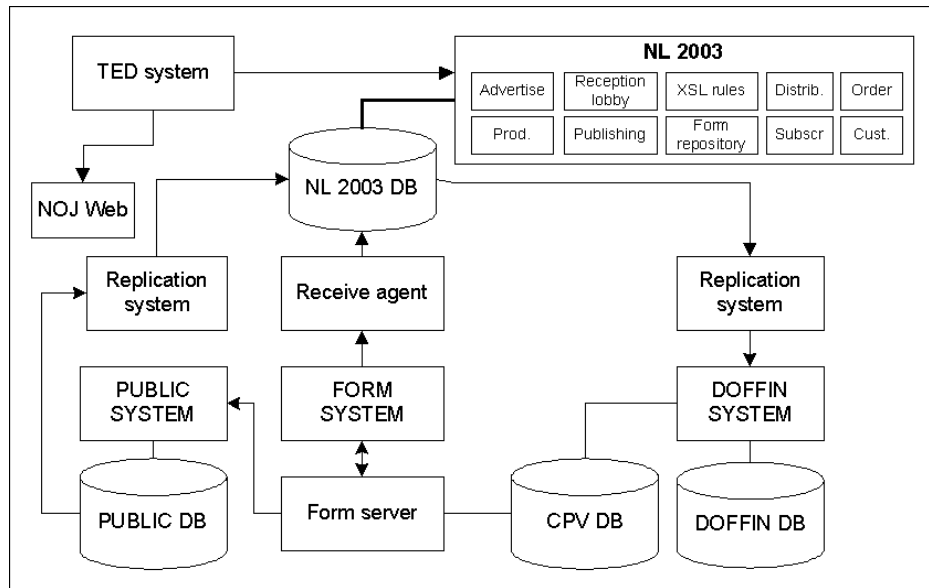 NL 2003
TED system
Advertise
Reception
lobby
XSL rules
Distrib.
Order
Prod.
Publishing
Form
repository
Subscr
Cust.
NL 2003 DB
NOJ Web
Replication
system
Receive agent
Replication
system
PUBLIC
SYSTEM
FORM
SYSTEM
DOFFIN
SYSTEM
PUBLIC DB
Form server
CPV DB
DOFFIN DB